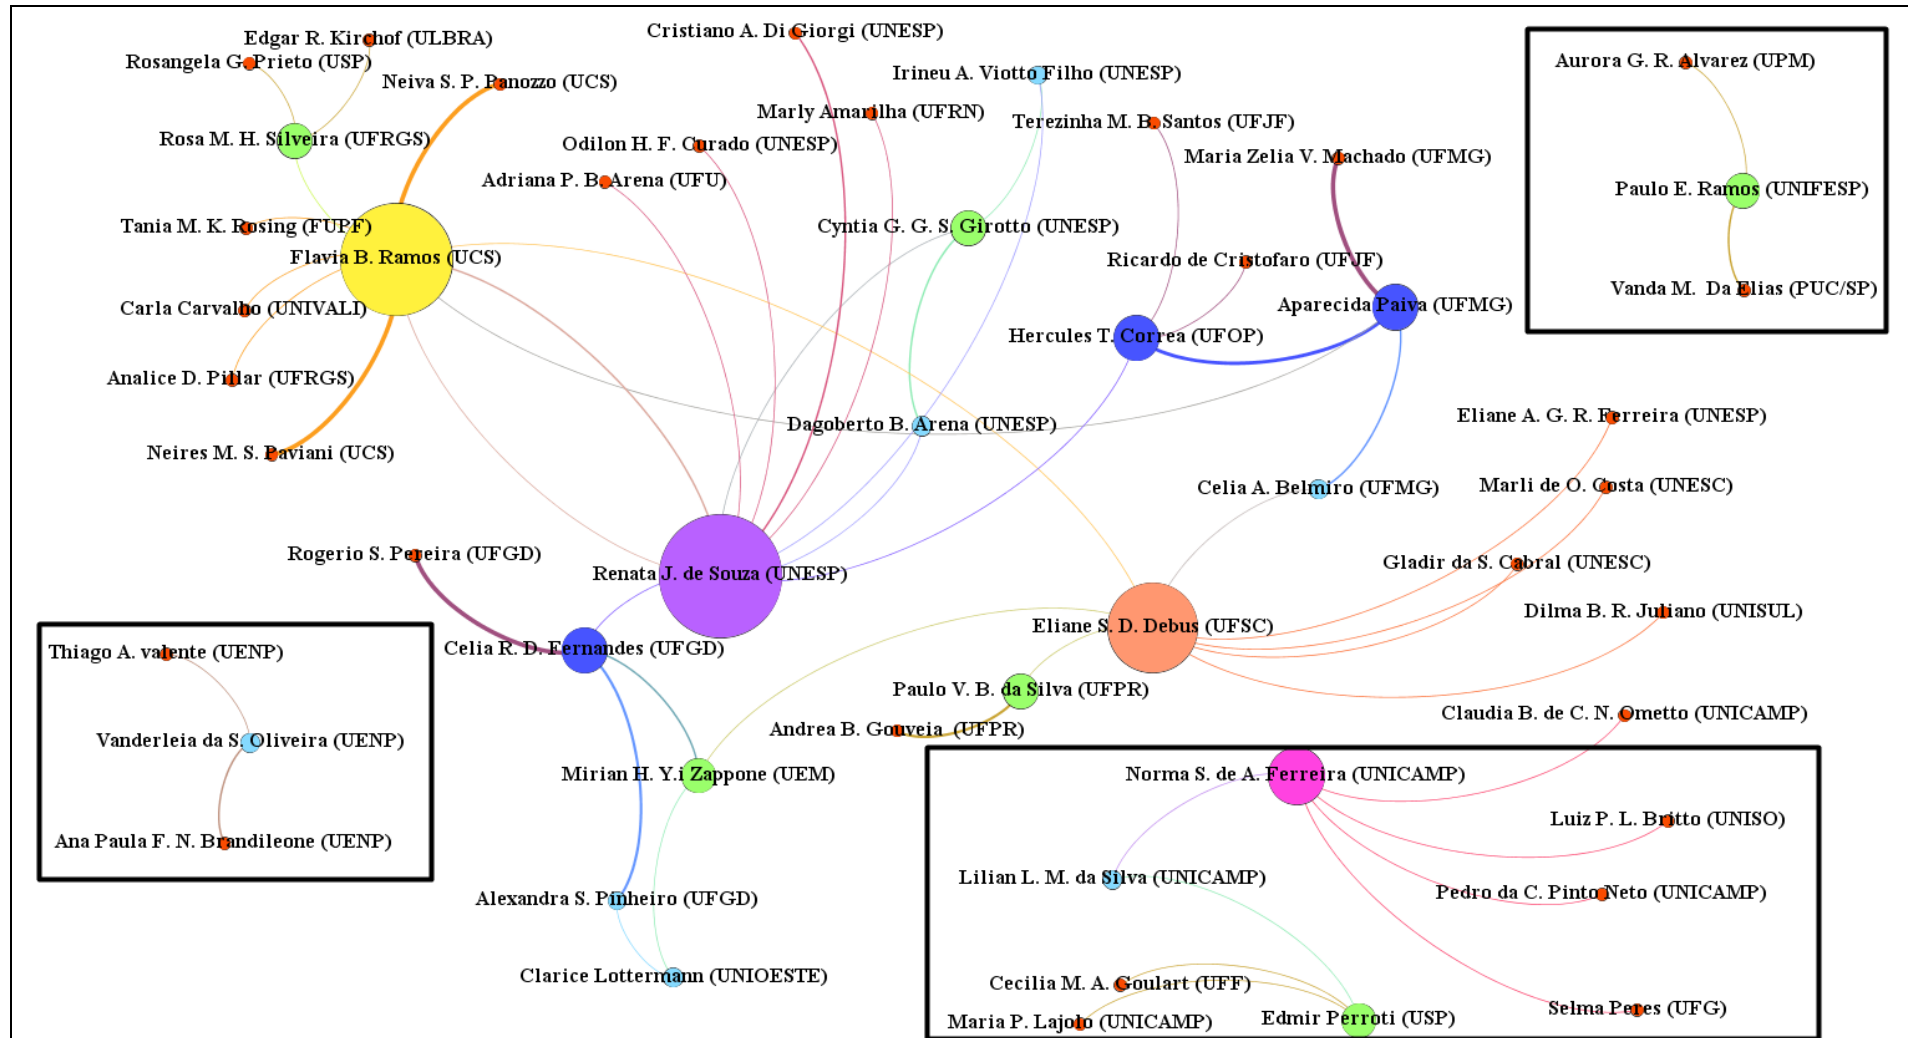 Cristiano A. Di Giorgi (UNESP)
Edgar R. Kirchof (ULBRA)
Rosangela G. Prieto (USP)
Neiva S. P. Panozzo (UCS)
Irineu A. Viotto Filho (UNESP)
Aurora G. R. Alvarez (UPM)
Marly Amarilha (UFRN)
Terezinha M. B. Santos (UFJF)
Rosa M. H. Silveira (UFRGS)
Odilon H. F. Curado (UNESP)
Maria Zelia V. Machado (UFMG)
Adriana P. B. Arena (UFU)
Paulo E. Ramos (UNIFESP)
Tania M. K. Rosing (FUPF)
Cyntia G. G. S. Girotto (UNESP)
Flavia B. Ramos (UCS)
Ricardo de Cristofaro (UFJF)
Vanda M. Da Elias (PUC/SP)
Carla Carvalho (UNIVALI)
Aparecida Paiva (UFMG)
Hercules T. Correa (UFOP)
Analice D. Pillar (UFRGS)
Eliane A. G. R. Ferreira (UNESP)
Dagoberto B. Arena (UNESP)
Neires M. S. Paviani (UCS)
Celia A. Belmiro (UFMG)
Marli de O. Costa (UNESC)
Rogerio S. Pereira (UFGD)
Gladir da S. Cabral (UNESC)
Renata J. de Souza (UNESP)
Dilma B. R. Juliano (UNISUL)
Eliane S. D. Debus (UFSC)
Thiago A. valente (UENP)
Celia R. D. Fernandes (UFGD)
Paulo V. B. da Silva (UFPR)
Claudia B. de C. N. Ometto (UNICAMP)
Andrea B. Gouveia (UFPR)
Vanderleia da S. Oliveira (UENP)
Mirian H. Y.i Zappone (UEM)
Norma S. de A. Ferreira (UNICAMP)
Luiz P. L. Britto (UNISO)
Ana Paula F. N. Brandileone (UENP)
Lilian L. M. da Silva (UNICAMP)
Pedro da C. Pinto Neto (UNICAMP)
Alexandra S. Pinheiro (UFGD)
Clarice Lottermann (UNIOESTE)
Cecilia M. A. Goulart (UFF)
Selma Peres (UFG)
Maria P. Lajolo (UNICAMP)
Edmir Perroti (USP)